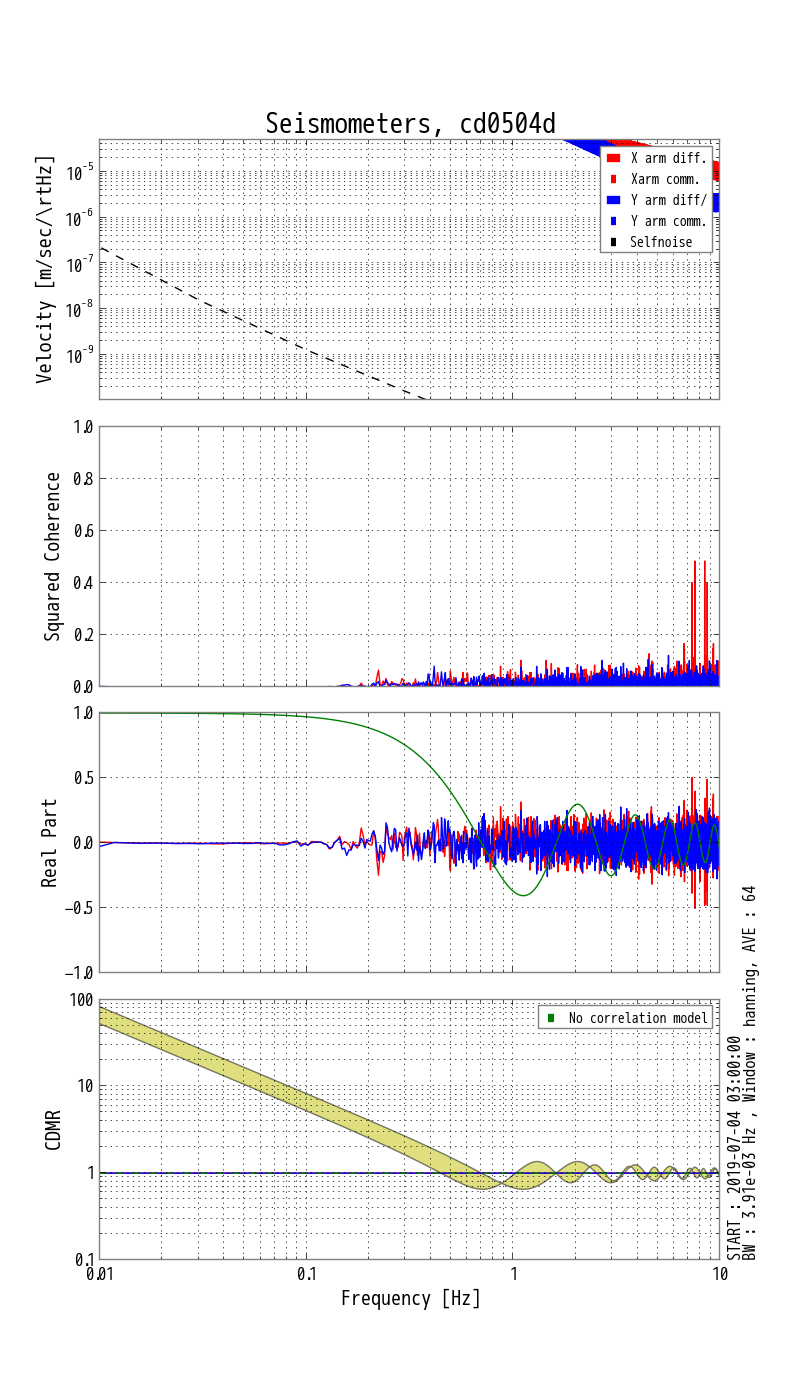 Seismometers, cd0504d
Velocity [m/sec/\rtHz]
10-5
10-6
10-7
10-8
10-9
X arm diff.
Xarm comm.
Y arm diff/
Y arm comm.
Selfnoise
Squared Coherence
1.0
0.8
0.6
0.4
0.2
0.0
Real Part
1.0
0.5
0.0
−0.5
−1.0
CDMR
100
10
1
0.1
No correlation model
0.01
0.1
1
10
Frequency [Hz]
START : 2019-07-04 03:00:00
BW : 3.91e-03 Hz , Window : hanning, AVE : 64